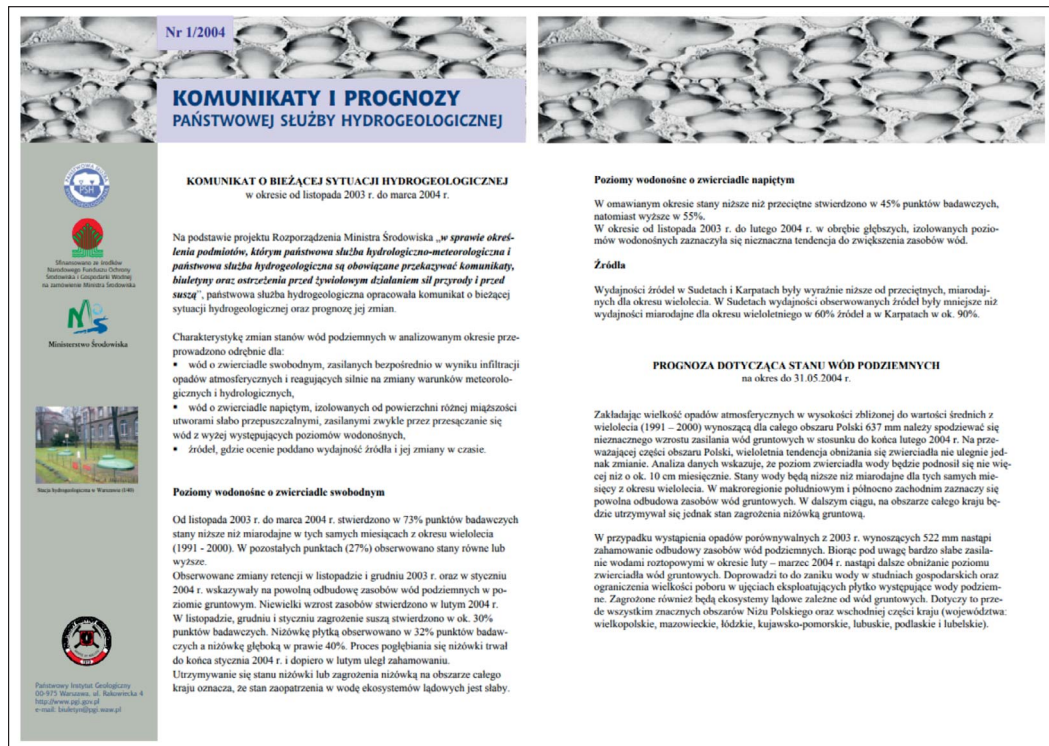 Nr 1/2004
KOMUNIKATY I PROGNOZY
PAŃSTWOWEJ SŁUŻBY HYDROGEOLOGICZNEJ
PSH
Sfinansowano ze środków
Narodowego Funduszu Ochrony
Środowiska i Gospodarki Wodnej
na zamówienie Ministra Środowiska
Ministerstwo Środowiska
Stacja hydrogeologiczna w Warszawie (I/40)
Państwowy Instytut Geologiczny
00-975 Warszawa, ul. Rakowiecka 4
http://www.pgi.gov.pl
e-mail: biuletyn@pgi.waw.pl
KOMUNIKAT O BIEŻĄCEJ SYTUACJI HYDROGEOLOGICZNEJ
w okresie od listopada 2003 r. do marca 2004 r.
Na podstawie projektu Rozporządzenia Ministra Środowiska „w sprawie okreś-
lenia podmiotów, którym państwowa służba hydrologiczno-meteorologiczna i
państwowa służba hydrogeologiczna są obowiązane przekazywać komunikaty,
biuletyny oraz ostrzeżenia przed żywiołowym działaniem sił przyrody i przed
suszą", państwowa służba hydrogeologiczna opracowała komunikat o bieżącej
sytuacji hydrogeologicznej oraz prognozę jej zmian.
Charakterystykę zmian stanów wód podziemnych w analizowanym okresie prze-
prowadzono odrębnie dla:
▪ wód o zwierciadle swobodnym, zasilanych bezpośrednio w wyniku infiltracji
opadów atmosferycznych i reagujących silnie na zmiany warunków meteorolo-
gicznych i hydrologicznych,
▪ wód o zwierciadle napiętym, izolowanych od powierzchni różnej miąższości
utworami słabo przepuszczalnymi, zasilanymi zwykle przez przesączanie się
wód z wyżej występujących poziomów wodonośnych,
▪ źródeł, gdzie ocenie poddano wydajność źródła i jej zmiany w czasie.
Poziomy wodonośne o zwierciadle swobodnym
Od listopada 2003 r. do marca 2004 r. stwierdzono w 73% punktów badawczych
stany niższe niż miarodajne w tych samych miesiącach z okresu wielolecia
(1991 - 2000). W pozostałych punktach (27%) obserwowano stany równe lub
wyższe.
Obserwowane zmiany retencji w listopadzie i grudniu 2003 r. oraz w styczniu
2004 r. wskazywały na powolną odbudowę zasobów wód podziemnych w po-
ziomie gruntowym. Niewielki wzrost zasobów stwierdzono w lutym 2004 r.
W listopadzie, grudniu i styczniu zagrożenie suszą stwierdzono w ok. 30%
punktów badawczych. Niżówkę płytką obserwowano w 32% punktów badaw-
czych a niżówkę głęboką w prawie 40%. Proces pogłębiania się niżówki trwał
do końca stycznia 2004 r. i dopiero w lutym uległ zahamowaniu.
Utrzymywanie się stanu niżówki lub zagrożenia niżówką na obszarze całego
kraju oznacza, że stan zaopatrzenia w wodę ekosystemów lądowych jest słaby.
Poziomy wodonośne o zwierciadle napiętym
W omawianym okresie stany niższe niż przeciętne stwierdzono w 45% punktów badawczych,
natomiast wyższe w 55%.
W okresie od listopada 2003 r. do lutego 2004 r. w obrębie głębszych, izolowanych pozio-
mów wodonośnych zaznaczyła się nieznaczna tendencja do zwiększenia zasobów wód.
Źródła
Wydajności źródeł w Sudetach i Karpatach były wyraźnie niższe od przeciętnych, miarodaj-
nych dla okresu wielolecia. W Sudetach wydajności obserwowanych źródeł były mniejsze niż
wydajności miarodajne dla okresu wieloletniego w 60% źródeł a w Karpatach w ok. 90%.
PROGNOZA DOTYCZĄCA STANU WÓD PODZIEMNYCH
na okres do 31.05.2004 r.
Zakładając wielkość opadów atmosferycznych w wysokości zbliżonej do wartości średnich z
wielolecia (1991 – 2000) wynoszącą dla całego obszaru Polski 637 mm należy spodziewać się
nieznacznego wzrostu zasilania wód gruntowych w stosunku do końca lutego 2004 r. Na prze-
ważającej części obszaru Polski, wieloletnia tendencja obniżania się zwierciadła nie ulegnie jed-
nak zmianie. Analiza danych wskazuje, że poziom zwierciadła wody będzie podnosił się nie wię-
cej niż o ok. 10 cm miesięcznie. Stany wody będą niższe niż miarodajne dla tych samych mie-
sięcy z okresu wielolecia. W makroregionie południowym i północno zachodnim zaznaczy się
powolna odbudowa zasobów wód gruntowych. W dalszym ciągu, na obszarze całego kraju bę-
dzie utrzymywał się jednak stan zagrożenia niżówką gruntową.
W przypadku wystąpienia opadów porównywalnych z 2003 r. wynoszących 522 mm nastąpi
zahamowanie odbudowy zasobów wód podziemnych. Biorąc pod uwagę bardzo słabe zasila-
nie wodami roztopowymi w okresie luty – marzec 2004 r. nastąpi dalsze obniżanie poziomu
zwierciadła wód gruntowych. Doprowadzi to do zaniku wody w studniach gospodarskich oraz
ograniczenia wielkości poboru w ujęciach eksploatujących płytko występujące wody podziem-
ne. Zagrożone również będą ekosystemy lądowe zależne od wód gruntowych. Dotyczy to prze-
de wszystkim znacznych obszarów Niżu Polskiego oraz wschodniej części kraju (województwa:
wielkopolskie, mazowieckie, łódzkie, kujawsko-pomorskie, lubuskie, podlaskie i lubelskie).